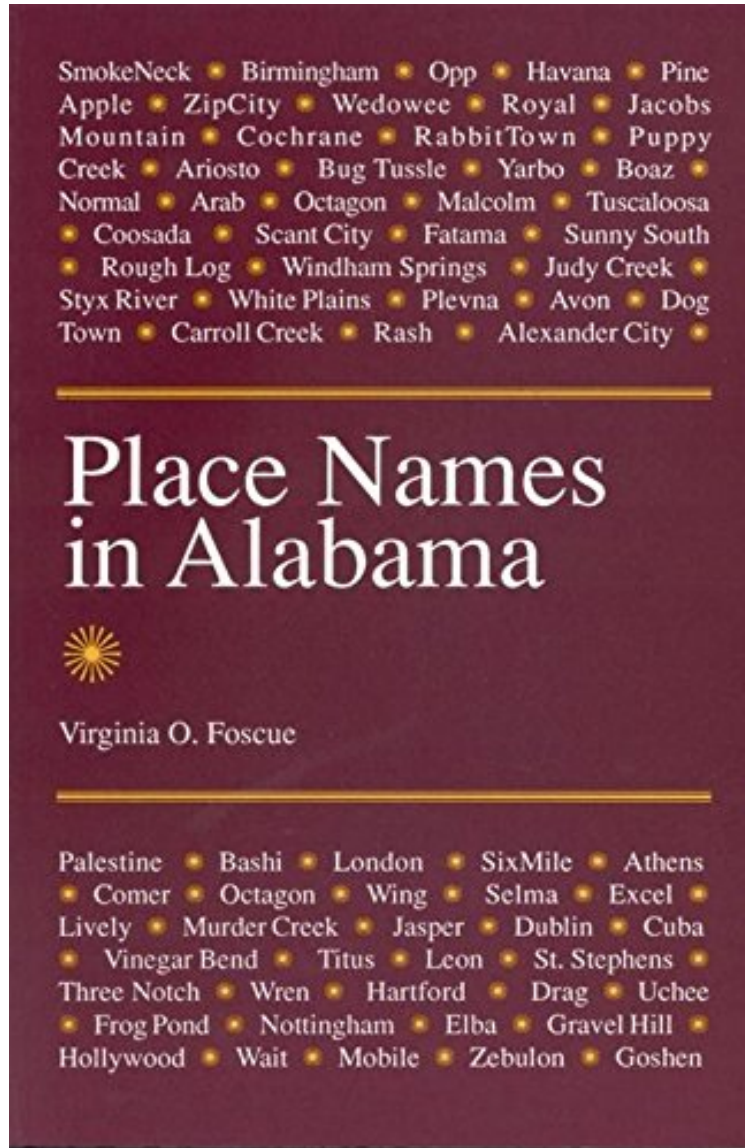 SmokeNeck * Birmingham * Opp * Havana * Pine
Apple * ZipCity * Wedowee * Royal * Jacobs
Mountain * Cochrane * RabbitTown * Puppy
Creek * Ariosto * Bug Tussle * Yarbo * Boaz *
Normal * Arab * Octagon * Malcolm * Tuscaloosa
* Coosada * Scant City * Fatama * Sunny South
* Rough Log * Windham Springs * Judy Creek *
Styx River * White Plains * Plevna * Avon * Dog
Town * Carroll Creek * Rash * Alexander City *
Place Names
in Alabama
Virginia O. Foscue
Palestine * Bashi * London * SixMile * Athens
* Comer * Octagon * Wing * Selma * Excel *
Lively * Murder Creek * Jasper * Dublin * Cuba
* Vinegar Bend * Titus * Leon * St. Stephens *
Three Notch * Wren * Hartford * Drag * Uchee
* Frog Pond * Nottingham * Elba * Gravel Hill *
Hollywood * Wait * Mobile * Zebulon * Goshen